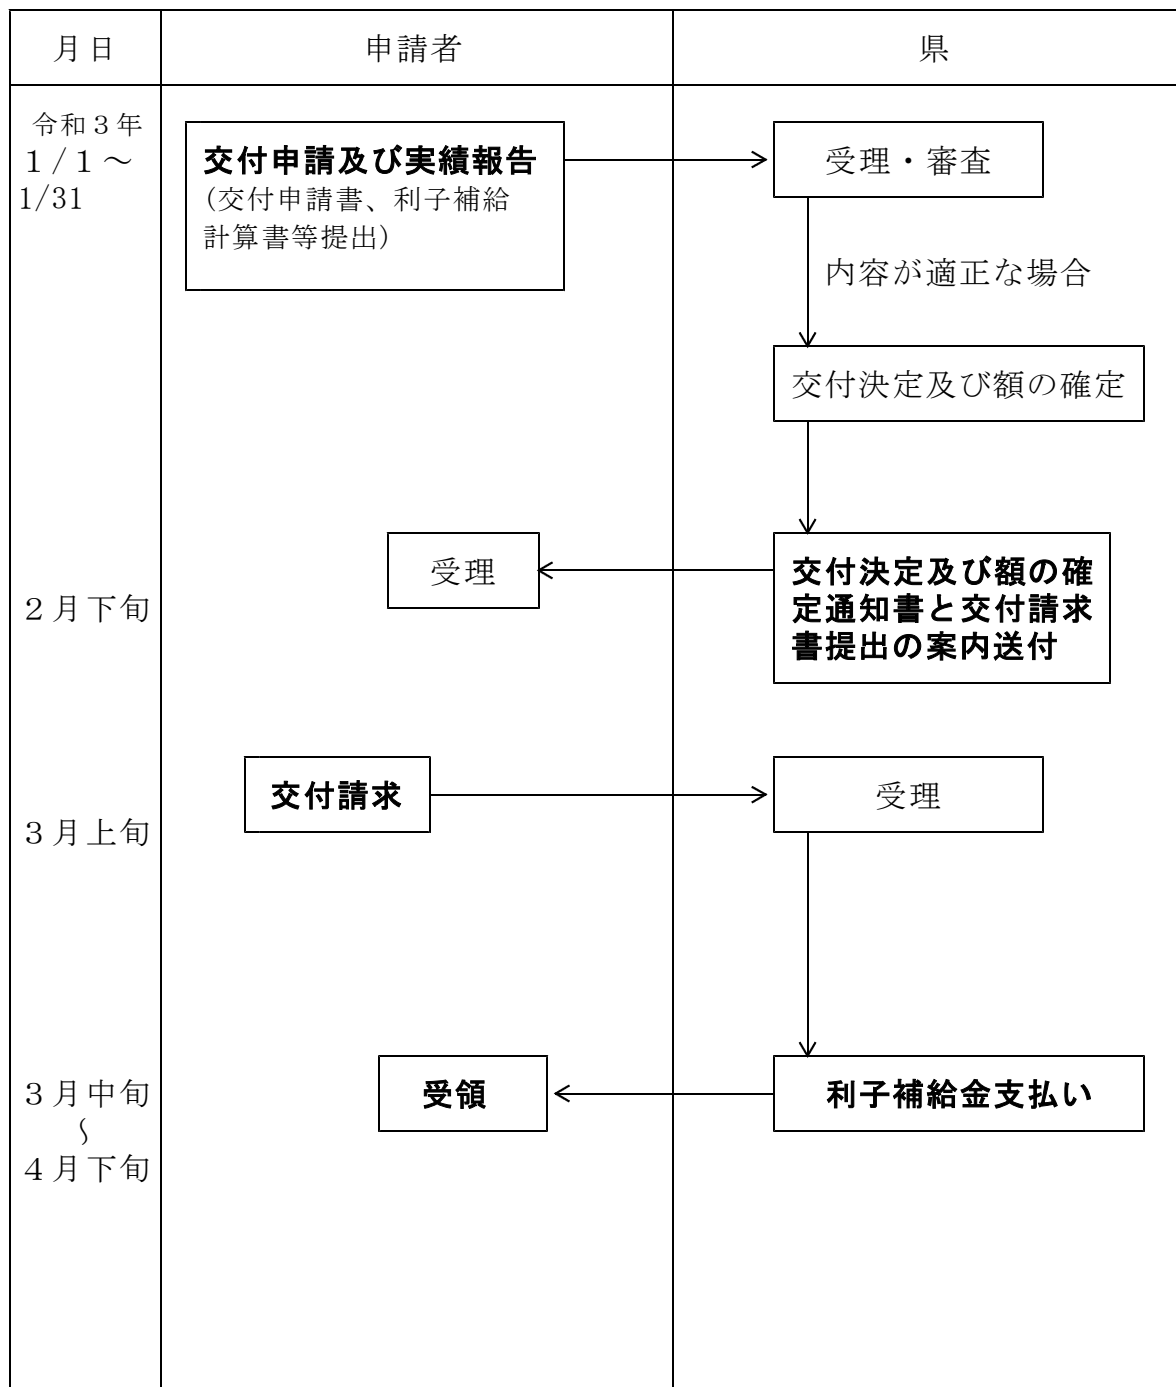 月日
申請者
県
令和３年
１/１～
1/31
交付申請及び実績報告
(交付申請書、利子補給
計算書等提出)
受理・審査
内容が適正な場合
交付決定及び額の確定
２月下旬
受理
交付決定及び額の確
定通知書と交付請求
書提出の案内送付
３月上旬
交付請求
受理
３月中旬
～
４月下旬
受領
利子補給金支払い